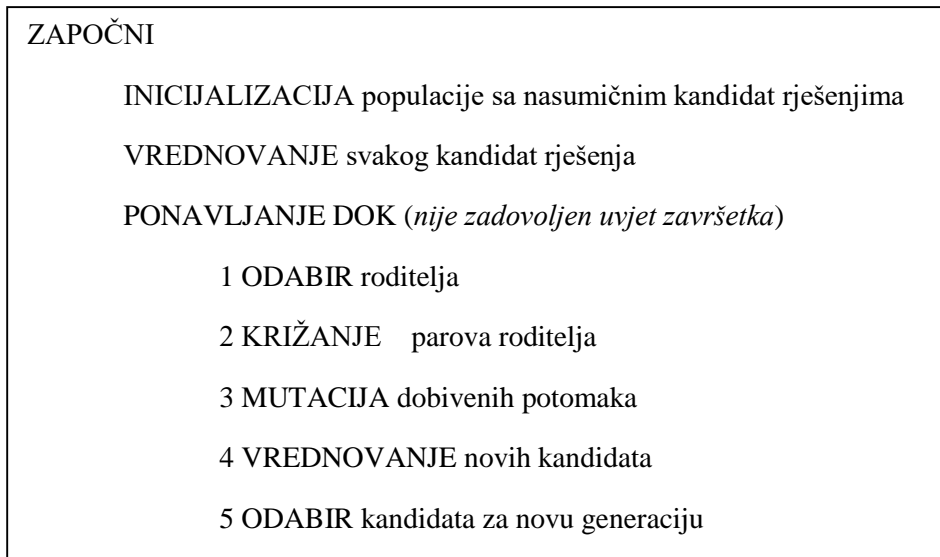 ZAPOČNI
INICIJALIZACIJA populacije sa nasumičnim kandidat rješenjima
VREDNOVANJE svakog kandidat rješenja
PONAVLJANJE DOK (nije zadovoljen uvjet završetka)
1 ODABIR roditelja
2 KRIŽANJE parova roditelja
3 MUTACIJA dobivenih potomaka
4 VREDNOVANJE novih kandidata
5 ODABIR kandidata za novu generaciju